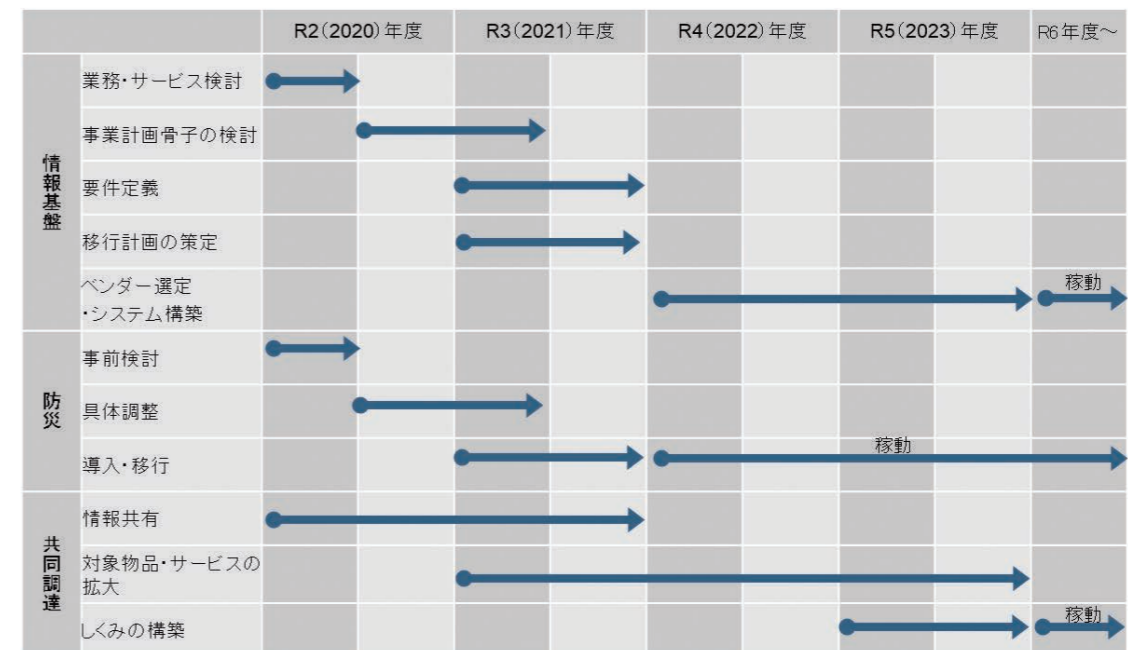 R2(2020)年度 R3(2021)年度 R4(2022)年度 R5(2023)年度 R6年度～
情報基盤
業務・サービス検討
事業計画骨子の検討
要件定義
移行計画の策定
ベンダー選定
・システム構築
稼動
防災
事前検討
具体調整
導入・移行
稼動
共同調達
情報共有
対象物品・サービスの
拡大
しくみの構築
稼動